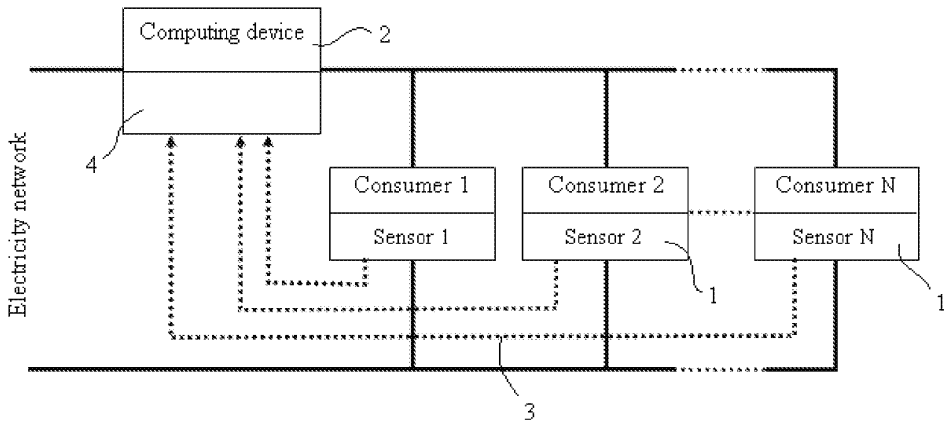 Computing device
2
4
Electricity network
Consumer 1
Sensor 1
Consumer 2
Sensor 2
1
Consumer N
Sensor N
1
3